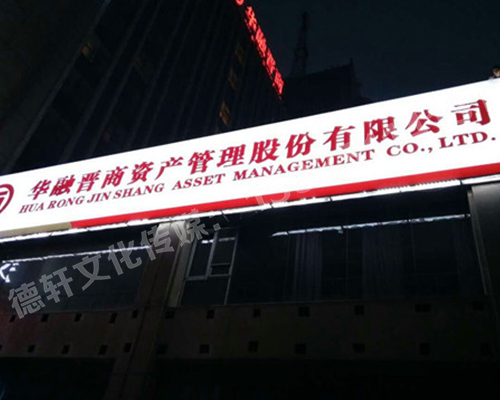 华融晋商资产管理股份有限公司
HUA RONG JIN SHANG ASSET MANAGEMENT CO., LTD.
德轩文化传媒